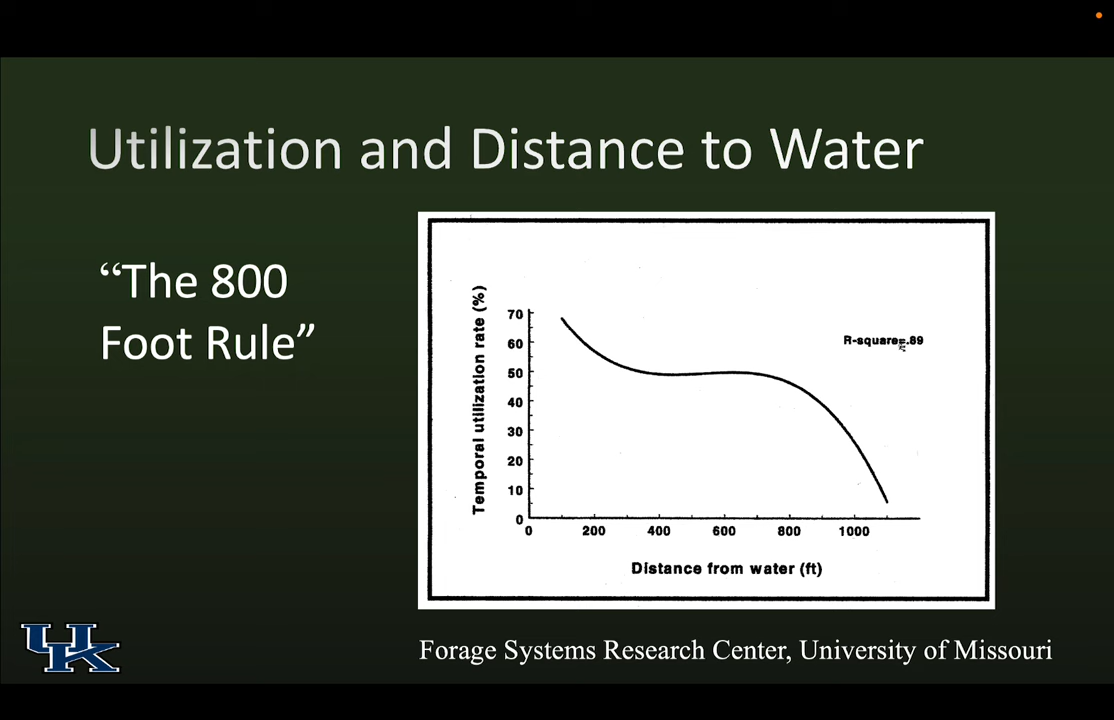 Utilization and Distance to Water
“The 800
Foot Rule”
Temporal utilization rate (%)
70
60
50
40
30
20
10
0
R-square=.89
0 200 400 600 800 1000
Distance from water (ft)
UK
Forage Systems Research Center, University of Missouri